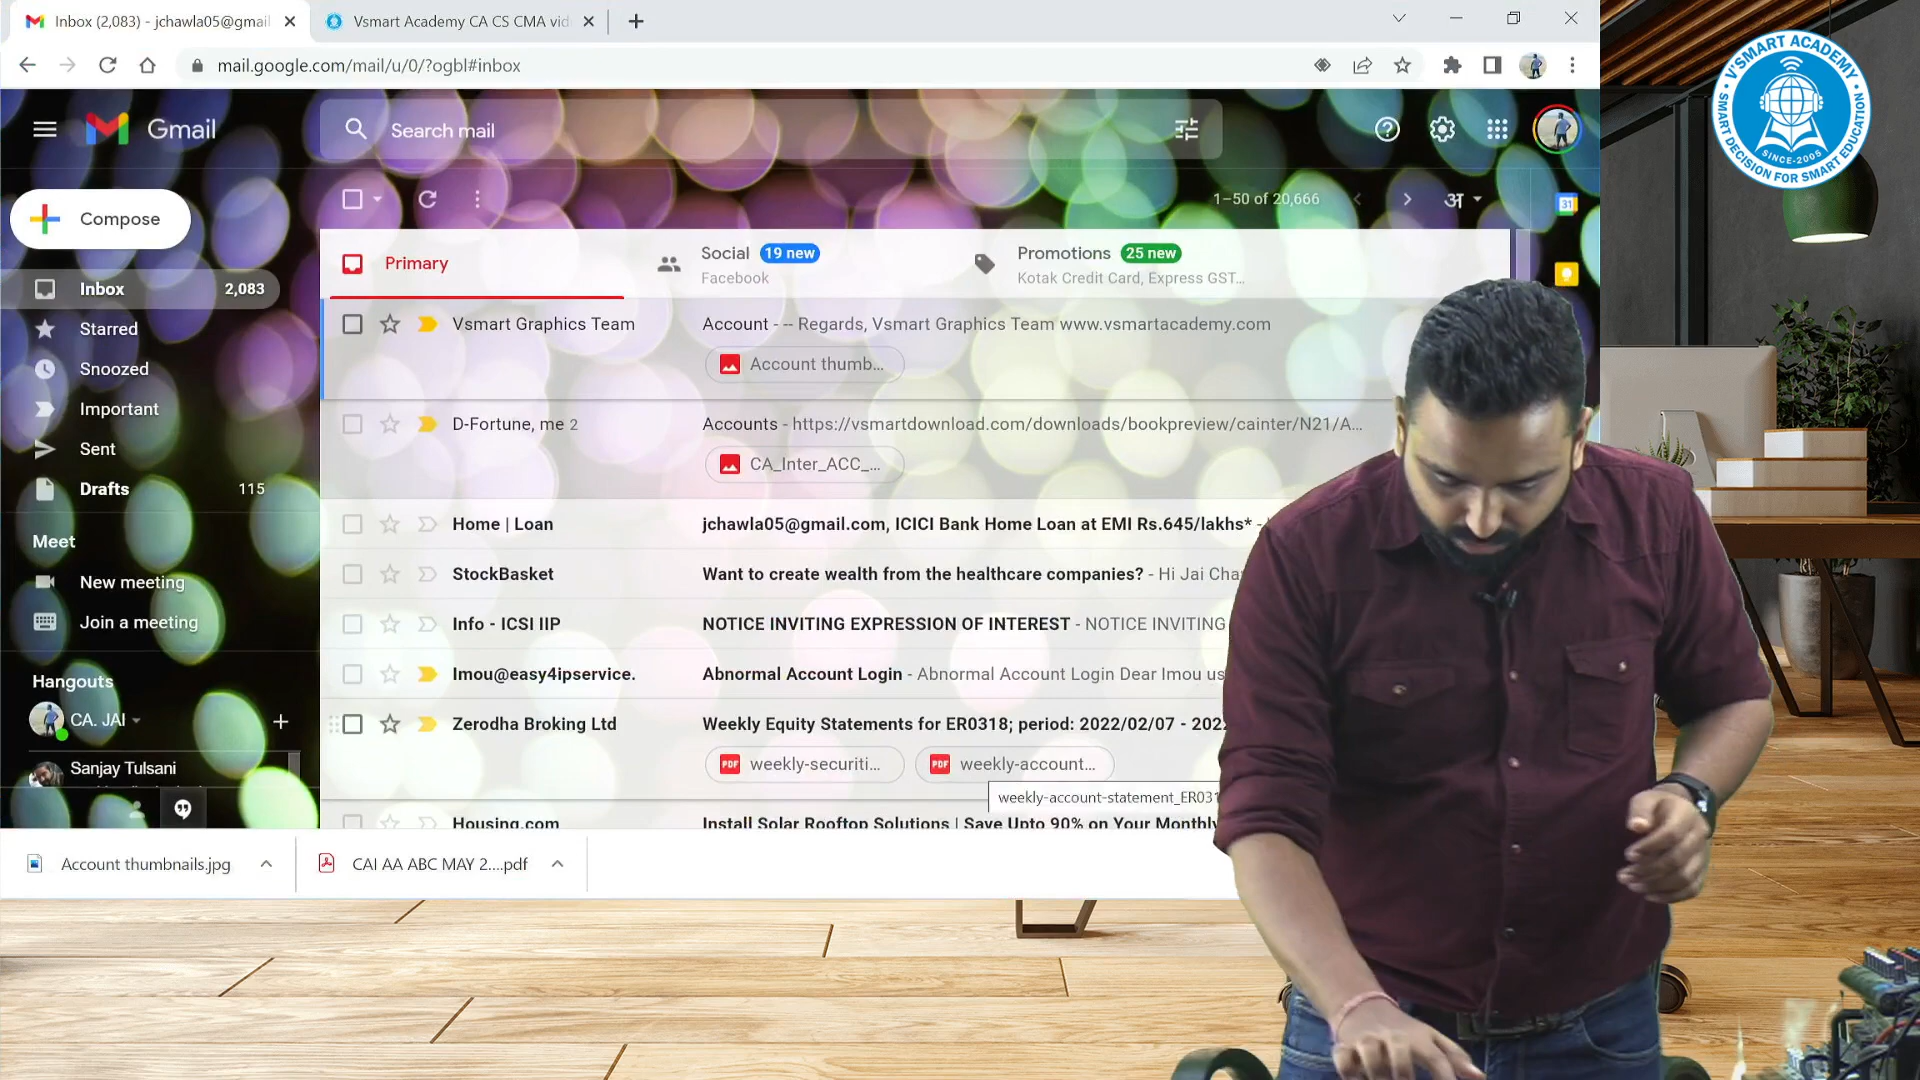 Inbox (2,083) - jchawla05@gmail
Vsmart Academy CA CS CMA vid
mail.google.com/mail/u/0/?ogbl#inbox
Gmail
Search mail
1–50 of 20,666
अ
31
Compose
Primary
Social 19 new
Facebook
Promotions 25 new
Kotak Credit Card, Express GST...
Inbox 2,083
Starred
Snoozed
Important
Sent
Drafts 115
Meet
New meeting
Join a meeting
Hangouts
CA. JAI
Sanjay Tulsani
Vsmart Graphics Team Account - -- Regards, Vsmart Graphics Team www.vsmartacademy.com
Account thumb...
D-Fortune, me 2 Accounts - https://vsmartdownload.com/downloads/bookpreview/cainter/N21/A...
CA_Inter_ACC_...
Home | Loan jchawla05@gmail.com, ICICI Bank Home Loan at EMI Rs.645/lakhs* -
StockBasket Want to create wealth from the healthcare companies? - Hi Jai Cha
Info - ICSI IIP NOTICE INVITING EXPRESSION OF INTEREST - NOTICE INVITING
Imou@easy4ipservice. Abnormal Account Login - Abnormal Account Login Dear Imou us
Zerodha Broking Ltd Weekly Equity Statements for ER0318; period: 2022/02/07 - 202
PDF weekly-securiti... PDF weekly-account...
weekly-account-statement_ER031
Housing.com Install Solar Rooftop Solutions | Save Upto 90% on Your Monthly
Account thumbnails.jpg
CAI AA ABC MAY 2....pdf
V'SMART ACADEMY
SINCE-2005
SMART DECISION FOR SMART EDUCATION